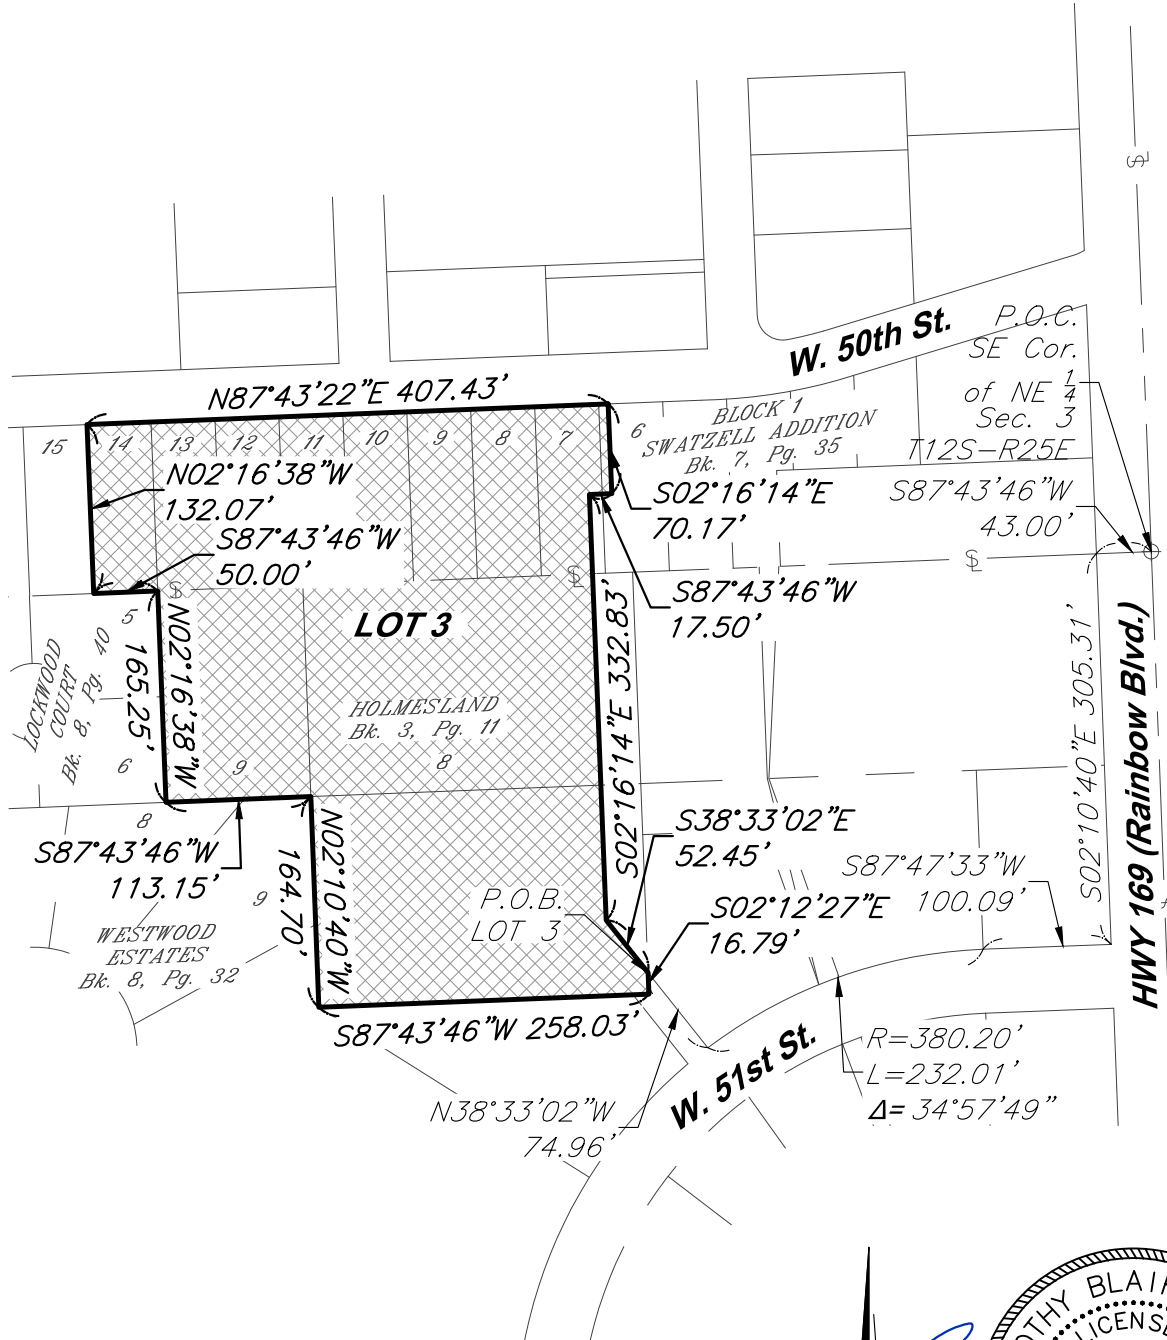 W. 50th St.
P.O.C.
SE Cor.
of NE 1/4
Sec. 3
T12S-R25E
N87°43'22"E 407.43'
BLOCK 1
SWATZELL ADDITION
Bk. 7, Pg. 35
15
14
13
12
11
10
9
8
7
6
N02°16'38"W
132.07'
S87°43'46"W
50.00'
S02°16'14"E
70.17'
S87°43'46"W
43.00'
S87°43'46"W
17.50'
LOT 3
LOCKWOOD
COURT
Bk. 8, Pg. 40
5
6
165.25'
N02°16'38"W
HOLMESLAND
Bk. 3, Pg. 11
8
9
S02°16'14"E 332.83'
S02°10'40"E 305.31'
HWY 169 (Rainbow Blvd.)
8
S87°43'46"W
113.15'
9
WESTWOOD
ESTATES
Bk. 8, Pg. 32
164.70'
N02°10'40"W
S38°33'02"E
52.45'
S87°47'33"W
100.09'
P.O.B.
LOT 3
S02°12'27"E
16.79'
S87°43'46"W 258.03'
W. 51st St.
R=380.20'
L=232.01'
Δ= 34°57'49"
N38°33'02"W
74.96'
BLAI
LICENS